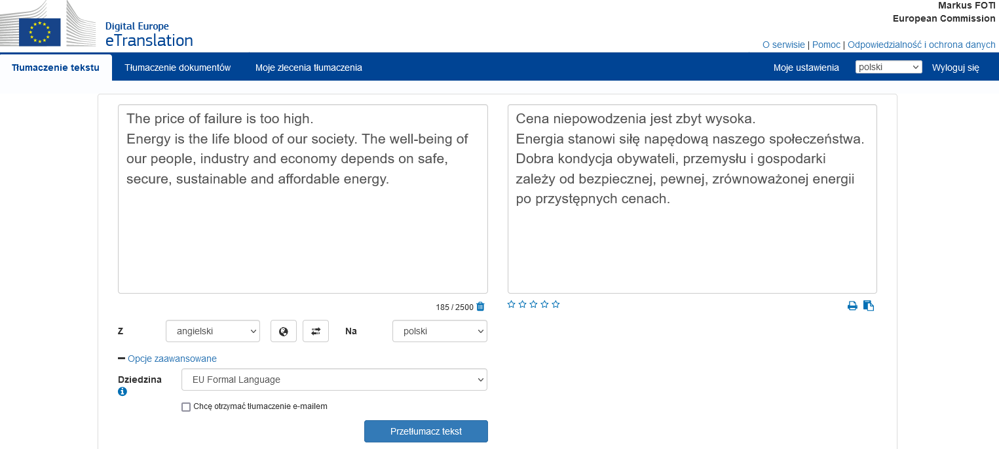 Markus FOTI
European Commission
Digital Europe
eTranslation
O serwisie | Pomoc | Odpowiedzialność i ochrona danych
Tłumaczenie tekstu Tłumaczenie dokumentów Moje zlecenia tłumaczenia Moje ustawienia polski Wyloguj się
The price of failure is too high.
Energy is the life blood of our society. The well-being of
our people, industry and economy depends on safe,
secure, sustainable and affordable energy.
Cena niepowodzenia jest zbyt wysoka.
Energia stanowi siłę napędową naszego społeczeństwa.
Dobra kondycja obywateli, przemysłu i gospodarki
zależy od bezpiecznej, pewnej, zrównoważonej energii
po przystępnych cenach.
185 / 2500
Z angielski Na polski
Opcje zaawansowane
Dziedzina EU Formal Language
Chcę otrzymać tłumaczenie e-mailem
Przetłumacz tekst